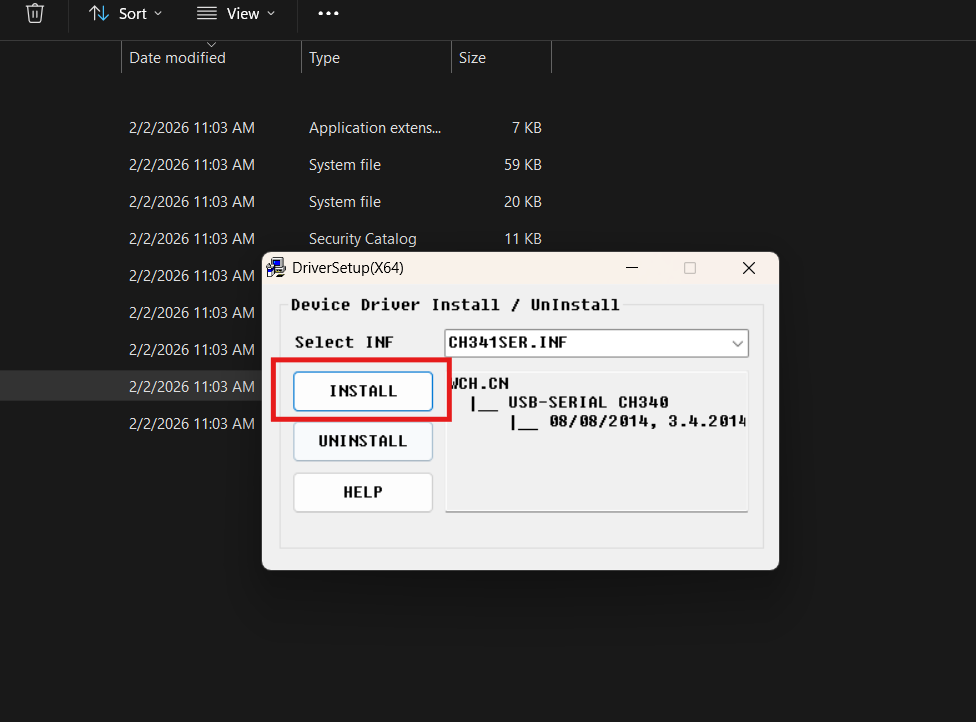 Sort
View
Date modified
Type
Size
2/2/2026 11:03 AM Application extens... 7 KB
2/2/2026 11:03 AM System file 59 KB
2/2/2026 11:03 AM System file 20 KB
2/2/2026 11:03 AM Security Catalog 11 KB
2/2/2026 11:03 AM
2/2/2026 11:03 AM
2/2/2026 11:03 AM
2/2/2026 11:03 AM
2/2/2026 11:03 AM
DriverSetup(X64)
Device Driver Install / UnInstall
Select INF
CH341SER.INF
INSTALL
UNINSTALL
HELP
WCH.CN
|__ USB-SERIAL CH340
|__ 08/08/2014, 3.4.2014